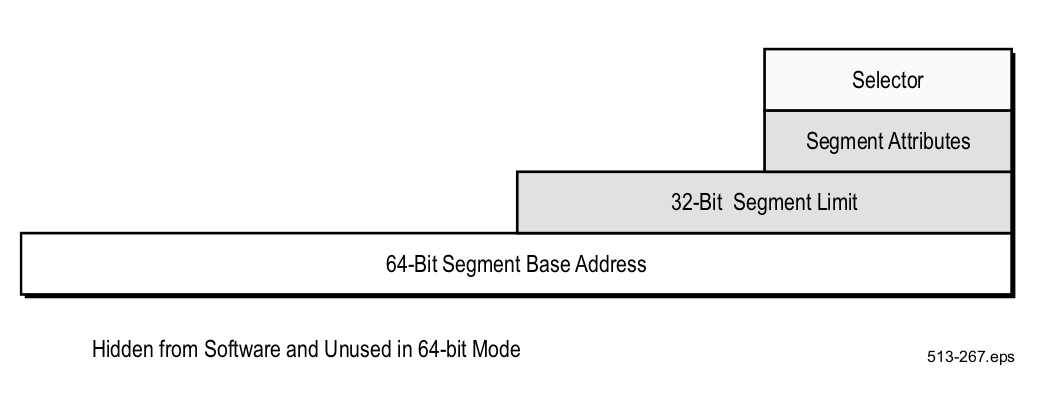 Selector
Segment Attributes
32-Bit Segment Limit
64-Bit Segment Base Address
Hidden from Software and Unused in 64-bit Mode
513-267.eps